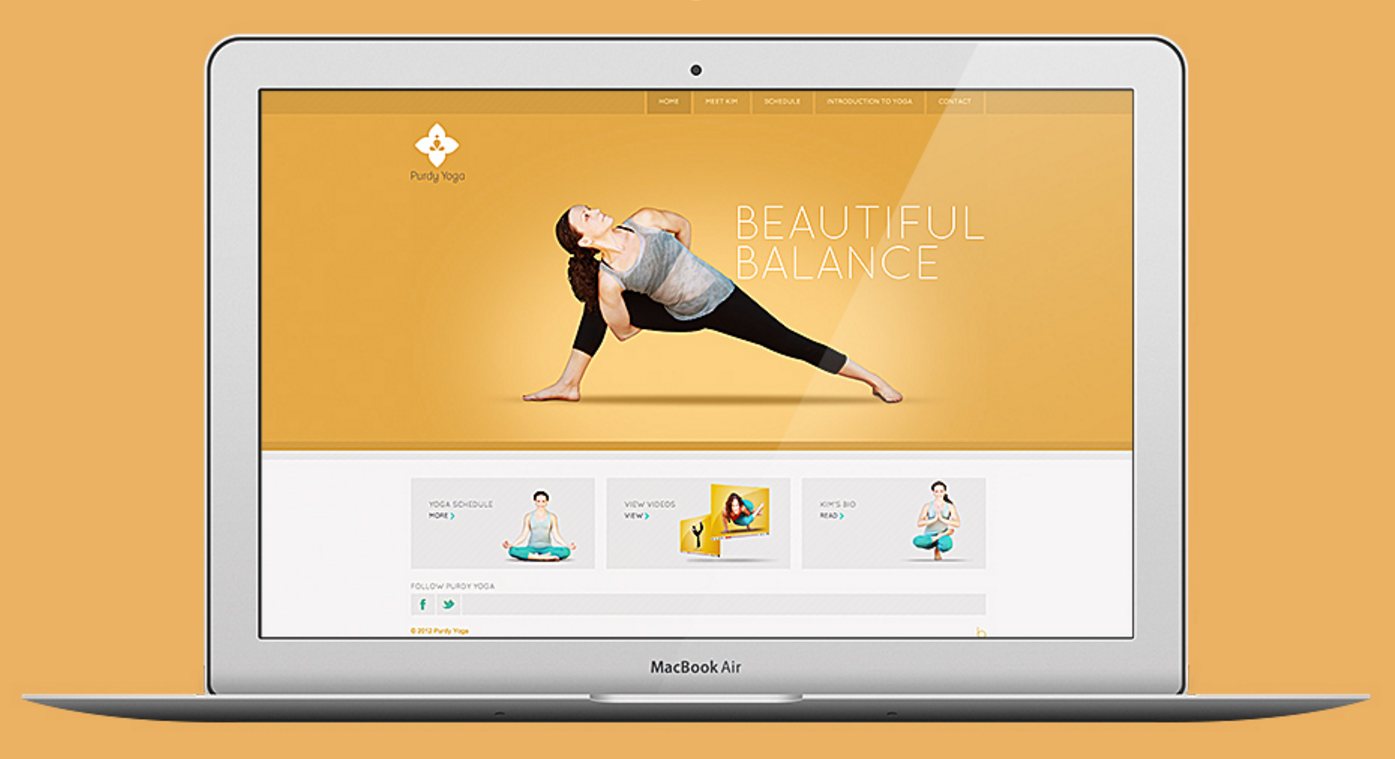 HOME MEET KIM SCHEDULE INTRODUCTION TO YOGA CONTACT
Purdy Yoga
BEAUTIFUL
BALANCE
YOGA SCHEDULE
MORE
VIEW VIDEOS
VIEW
KIM'S BIO
READ
FOLLOW PURDY YOGA
© 2012 Purdy Yoga
MacBook Air